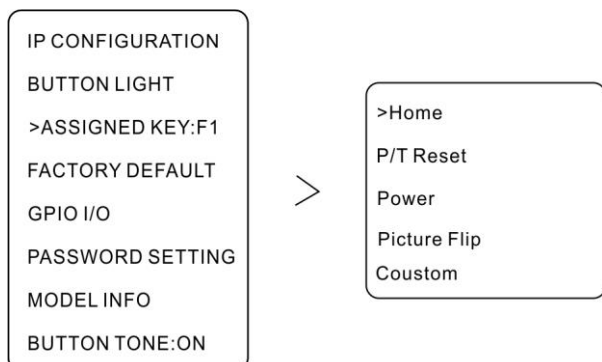 IP CONFIGURATION
BUTTON LIGHT
>ASSIGNED KEY:F1
FACTORY DEFAULT
GPIO I/O
PASSWORD SETTING
MODEL INFO
BUTTON TONE:ON
>
>Home
P/T Reset
Power
Picture Flip
Coustom